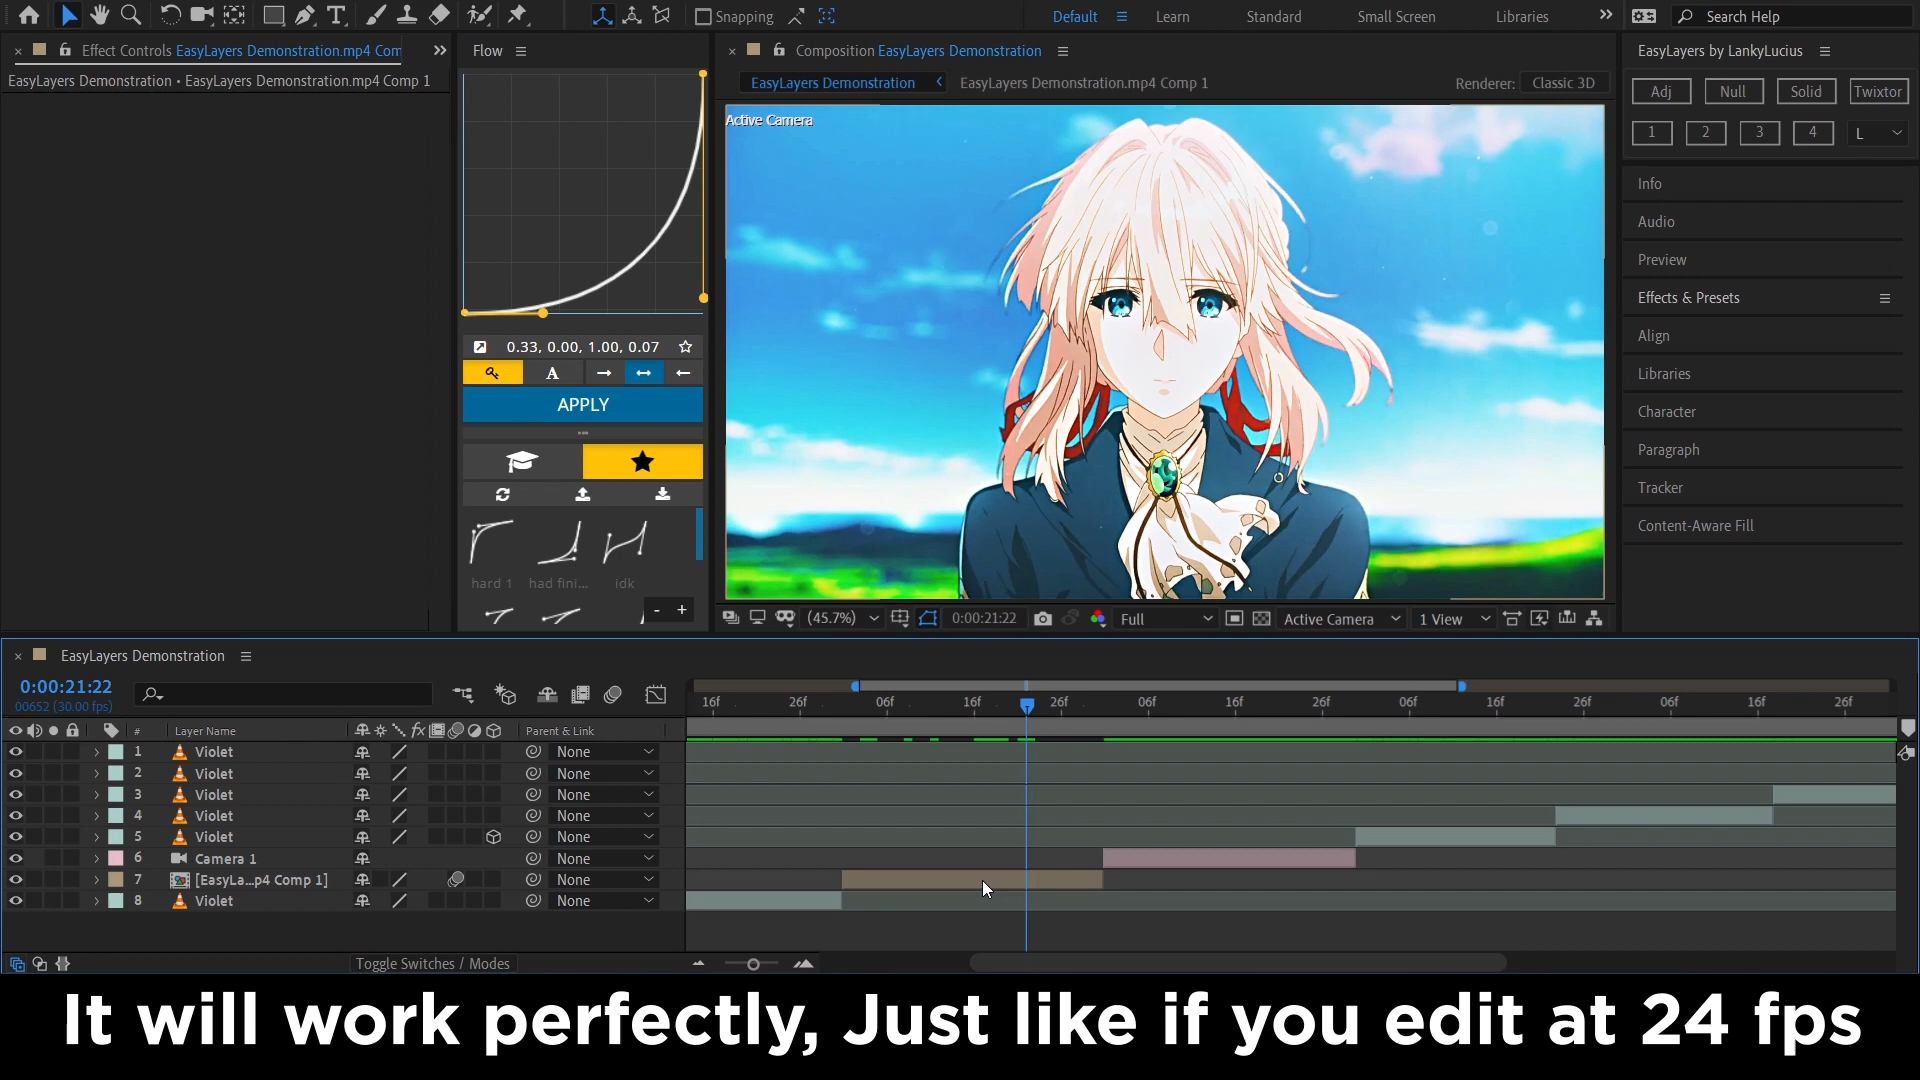 Snapping
Default
Learn
Standard
Small Screen
Libraries
Search Help
Effect Controls EasyLayers Demonstration.mp4 Com
Flow
Composition EasyLayers Demonstration
EasyLayers by LankyLucius
EasyLayers Demonstration • EasyLayers Demonstration.mp4 Comp 1
EasyLayers Demonstration
EasyLayers Demonstration.mp4 Comp 1
Renderer:
Classic 3D
Adj
Null
Solid
Twixtor
Active Camera
1
2
3
4
L
Info
Audio
Preview
Effects & Presets
Align
Libraries
Character
Paragraph
Tracker
Content-Aware Fill
0.33, 0.00, 1.00, 0.07
A
APPLY
hard 1
had fini...
idk
- +
(45.7%)
0:00:21:22
Full
Active Camera
1 View
EasyLayers Demonstration
0:00:21:22
00652 (30.00 fps)
16f 26f 06f 16f 26f 06f 16f 26f 06f 16f 26f 06f 16f 26f
# Layer Name fx Parent & Link
1 Violet None
2 Violet None
3 Violet None
4 Violet None
5 Violet None
6 Camera 1 None
7 [EasyLa...p4 Comp 1] None
8 Violet None
Toggle Switches / Modes
It will work perfectly, Just like if you edit at 24 fps